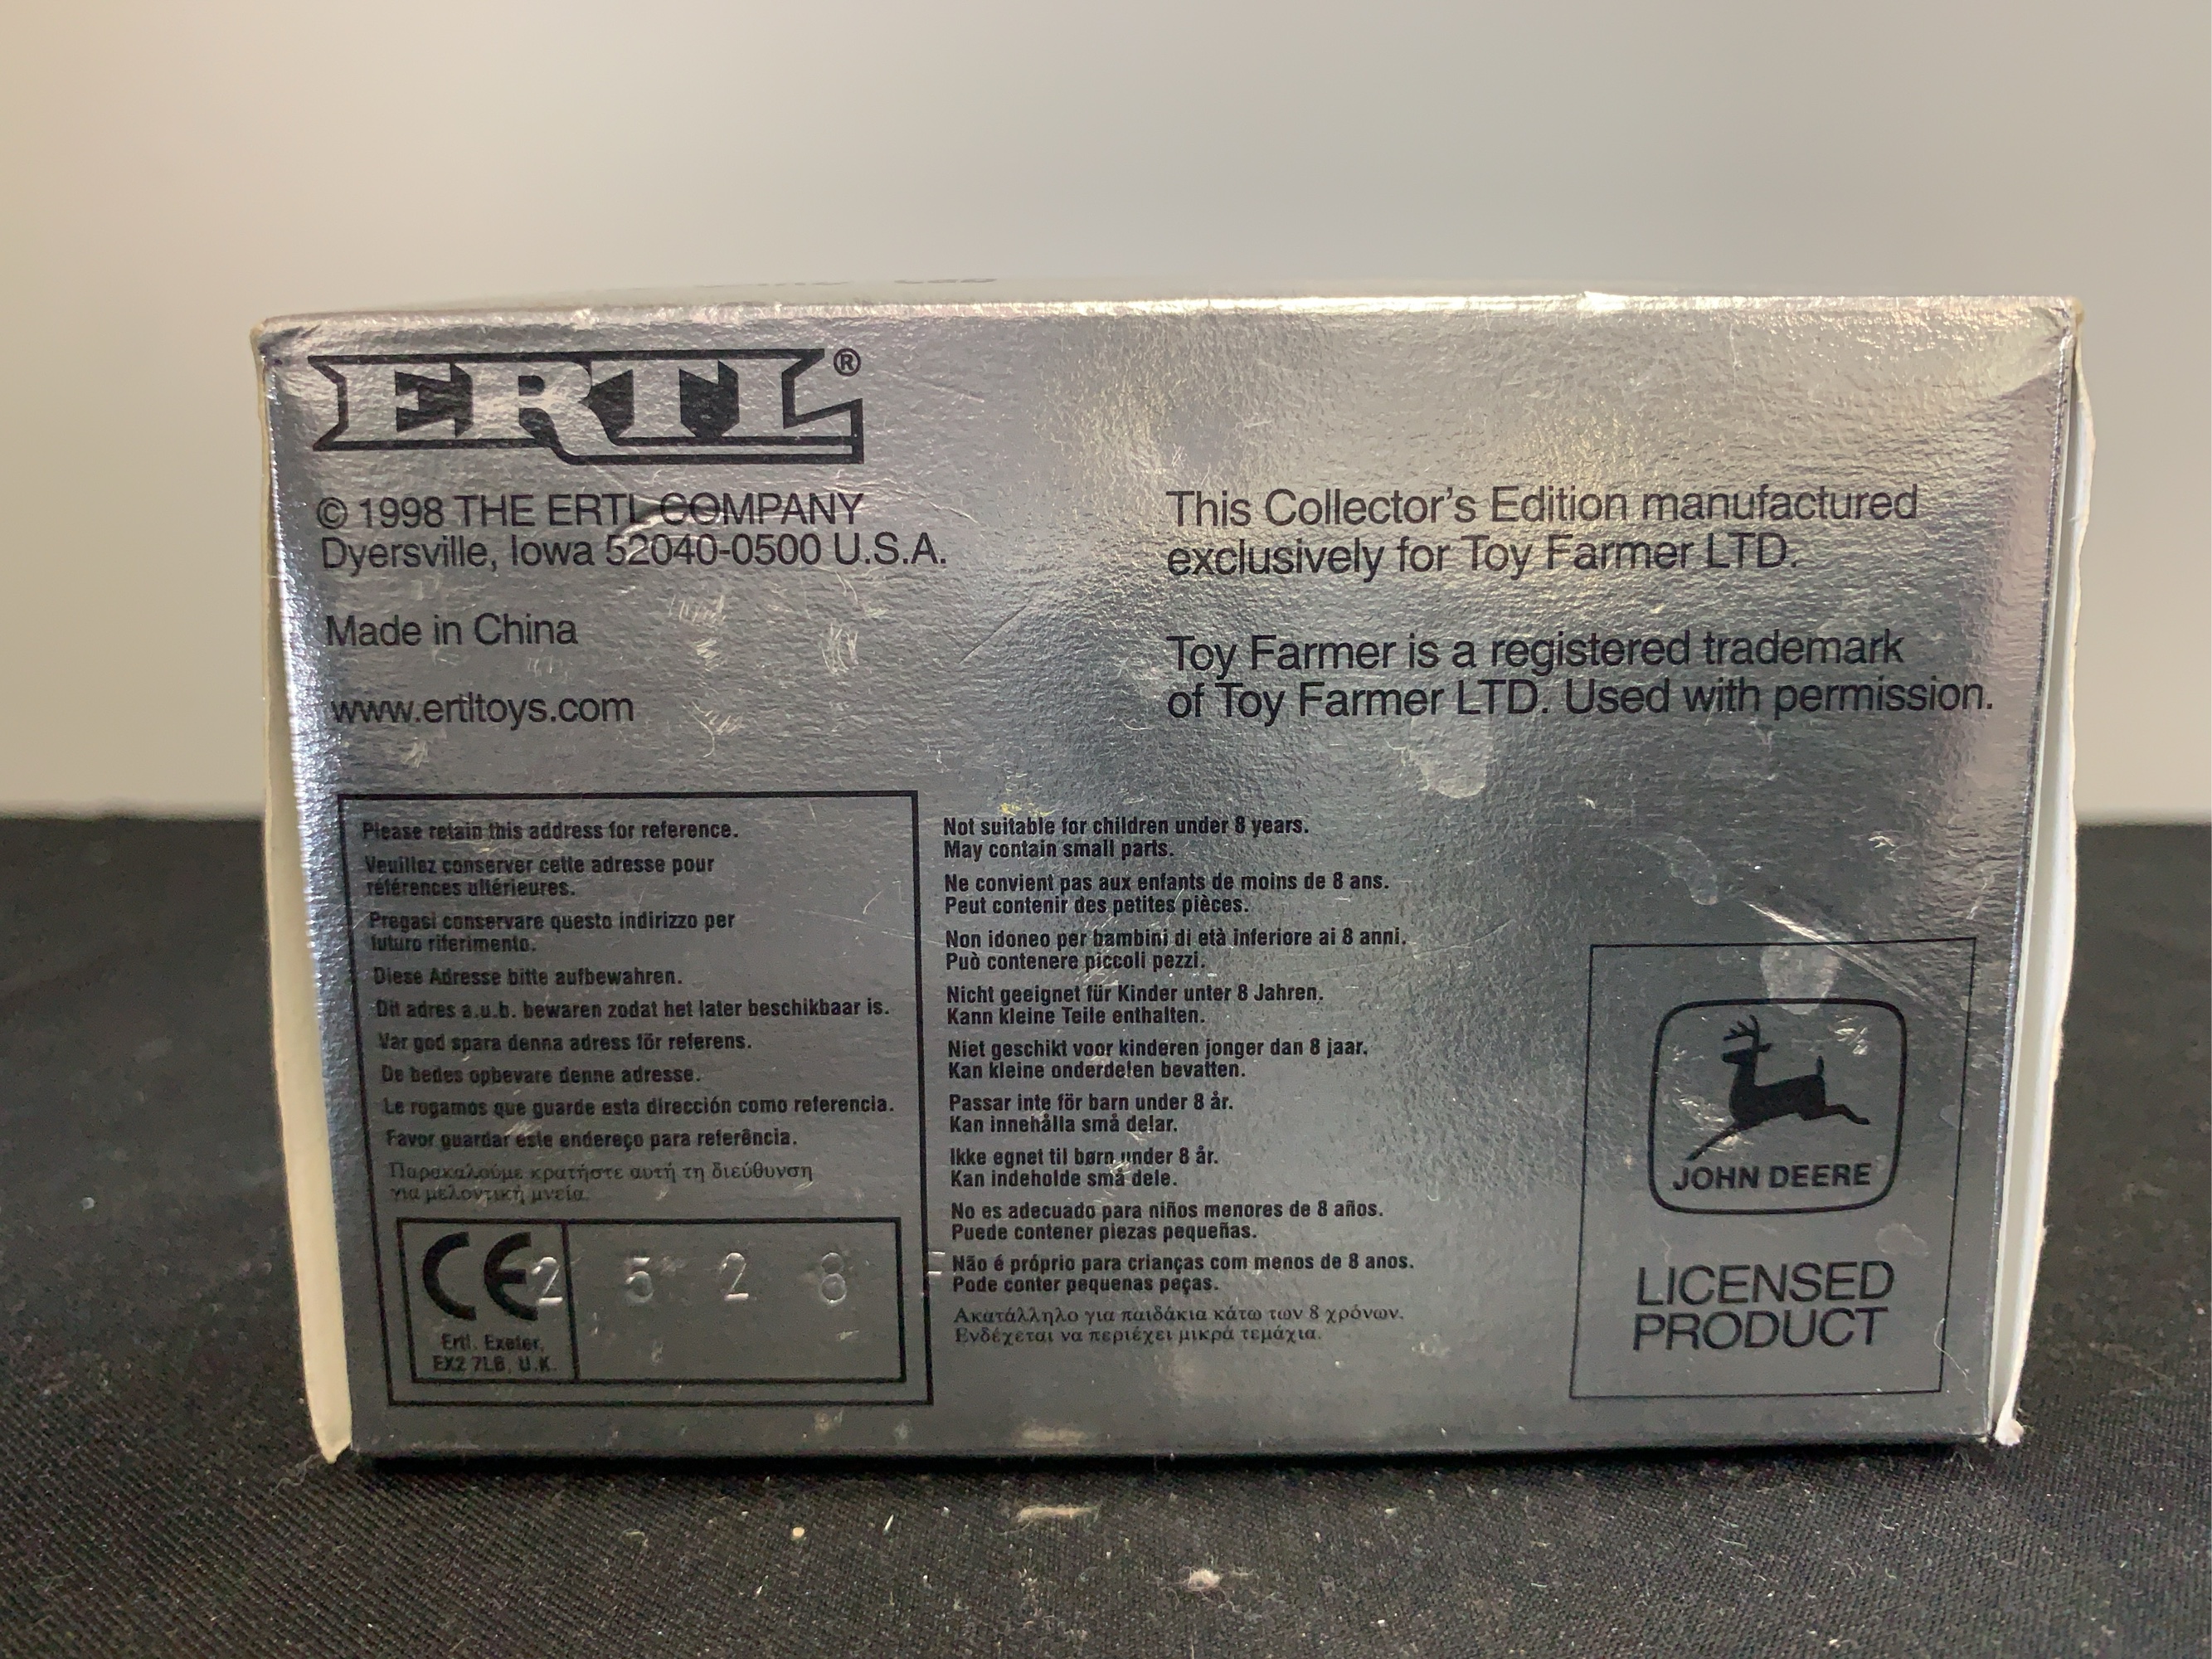 ERTL®
© 1998 THE ERTL COMPANY
Dyersville, Iowa 52040-0500 U.S.A.
Made in China
www.ertltoys.com
This Collector's Edition manufactured
exclusively for Toy Farmer LTD.
Toy Farmer is a registered trademark
of Toy Farmer LTD. Used with permission.
Please retain this address for reference.
Veuillez conserver cette adresse pour
références ultérieures.
Pregasi conservare questo indirizzo per
futuro riferimento.
Diese Adresse bitte aufbewahren.
Dit adres a.u.b. bewaren zodat het later beschikbaar is.
Var god spara denna adress för referens.
De bedes opbevare denne adresse.
Le rogamos que guarde esta dirección como referencia.
Favor guardar este endereço para referência.
Παρακαλούμε κρατήστε αυτή τη διεύθυνση
για μελοντική μνεία.
CE
2 5 2 8
Ertl, Exeter,
EX2 7LB, U.K.
Not suitable for children under 8 years.
May contain small parts.
Ne convient pas aux enfants de moins de 8 ans.
Peut contenir des petites pièces.
Non idoneo per bambini di età inferiore ai 8 anni.
Può contenere piccoli pezzi.
Nicht geeignet für Kinder unter 8 Jahren.
Kann kleine Teile enthalten.
Niet geschikt voor kinderen jonger dan 8 jaar.
Kan kleine onderdelen bevatten.
Passar inte för barn under 8 år.
Kan innehålla små delar.
Ikke egnet til børn under 8 år.
Kan indeholde små dele.
No es adecuado para niños menores de 8 años.
Puede contener piezas pequeñas.
Não é próprio para crianças com menos de 8 anos.
Pode conter pequenas peças.
Ακατάλληλο για παιδάκια κάτω των 8 χρόνων.
Ενδέχεται να περιέχει μικρά τεμάχια.
JOHN DEERE
LICENSED
PRODUCT